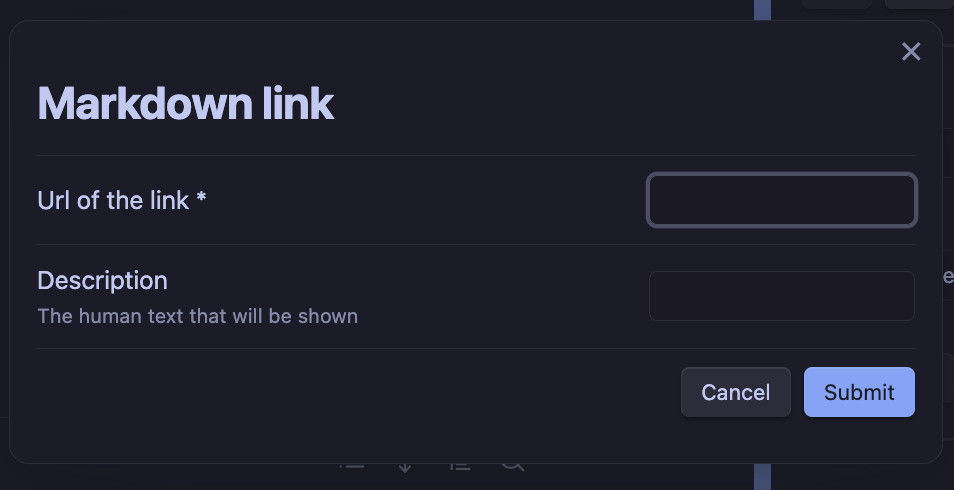 Markdown link
Url of the link *
Description
The human text that will be shown
Cancel Submit